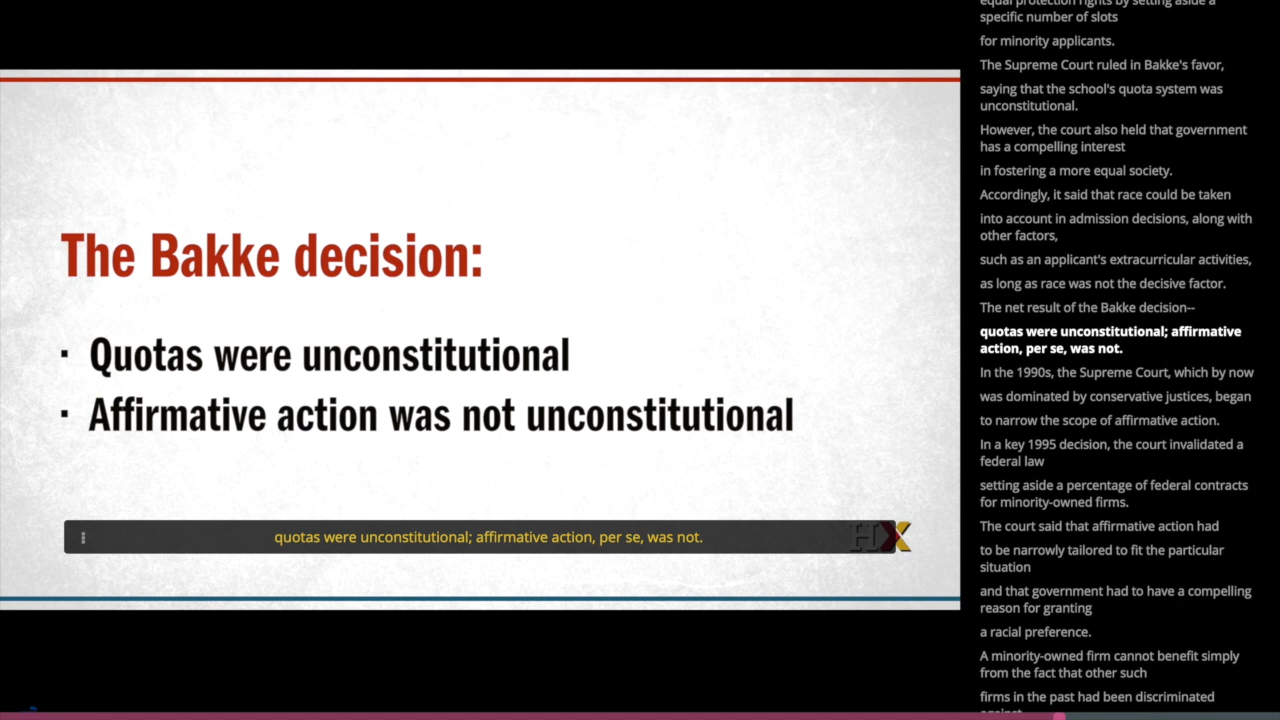 The Bakke decision:
· Quotas were unconstitutional
· Affirmative action was not unconstitutional
quotas were unconstitutional; affirmative action, per se, was not.
HX
equal protection rights by setting aside a
specific number of slots
for minority applicants.
The Supreme Court ruled in Bakke's favor,
saying that the school's quota system was
unconstitutional.
However, the court also held that government
has a compelling interest
in fostering a more equal society.
Accordingly, it said that race could be taken
into account in admission decisions, along with
other factors,
such as an applicant's extracurricular activities,
as long as race was not the decisive factor.
The net result of the Bakke decision--
quotas were unconstitutional; affirmative
action, per se, was not.
In the 1990s, the Supreme Court, which by now
was dominated by conservative justices, began
to narrow the scope of affirmative action.
In a key 1995 decision, the court invalidated a
federal law
setting aside a percentage of federal contracts
for minority-owned firms.
The court said that affirmative action had
to be narrowly tailored to fit the particular
situation
and that government had to have a compelling
reason for granting
a racial preference.
A minority-owned firm cannot benefit simply
from the fact that other such
firms in the past had been discriminated
against